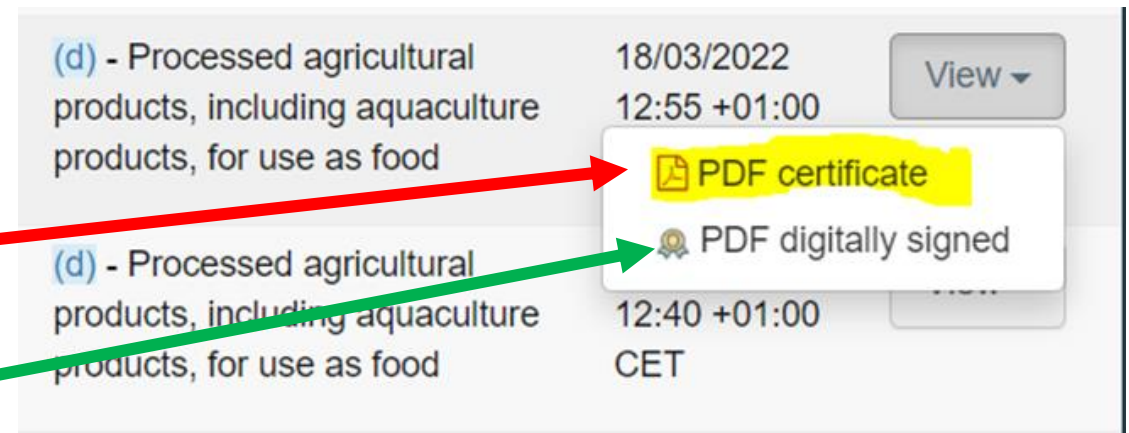 (d) - Processed agricultural
products, including aquaculture
products, for use as food
18/03/2022
12:55 +01:00
View
PDF certificate
PDF digitally signed
(d) - Processed agricultural
products, including aquaculture
products, for use as food
12:40 +01:00
CET